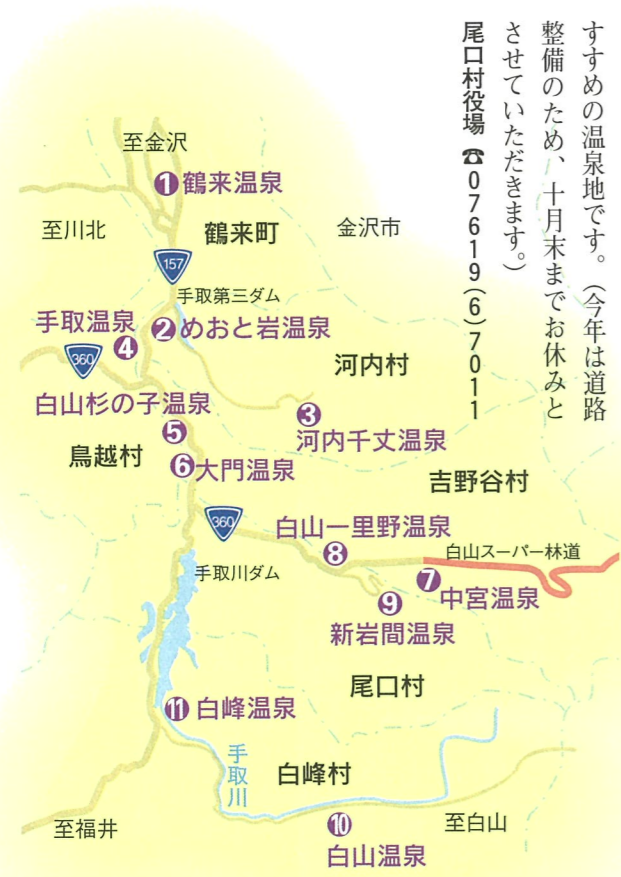 すすめの温泉地です。（今年は道路
整備のため、十月末までお休みと
させていただきます。）
尾口村役場 ☎07619(6)7011
至金沢
❶鶴来温泉
至川北
鶴来町
金沢市
157
手取第三ダム
手取温泉
❹
❷めおと岩温泉
360
河内村
白山杉の子温泉
❺
❸
河内千丈温泉
鳥越村
❻大門温泉
吉野谷村
360
白山一里野温泉
❽
白山スーパー林道
手取川ダム
❼
中宮温泉
❾
新岩間温泉
尾口村
⓫白峰温泉
手取川
白峰村
至福井
❿
至白山
白山温泉